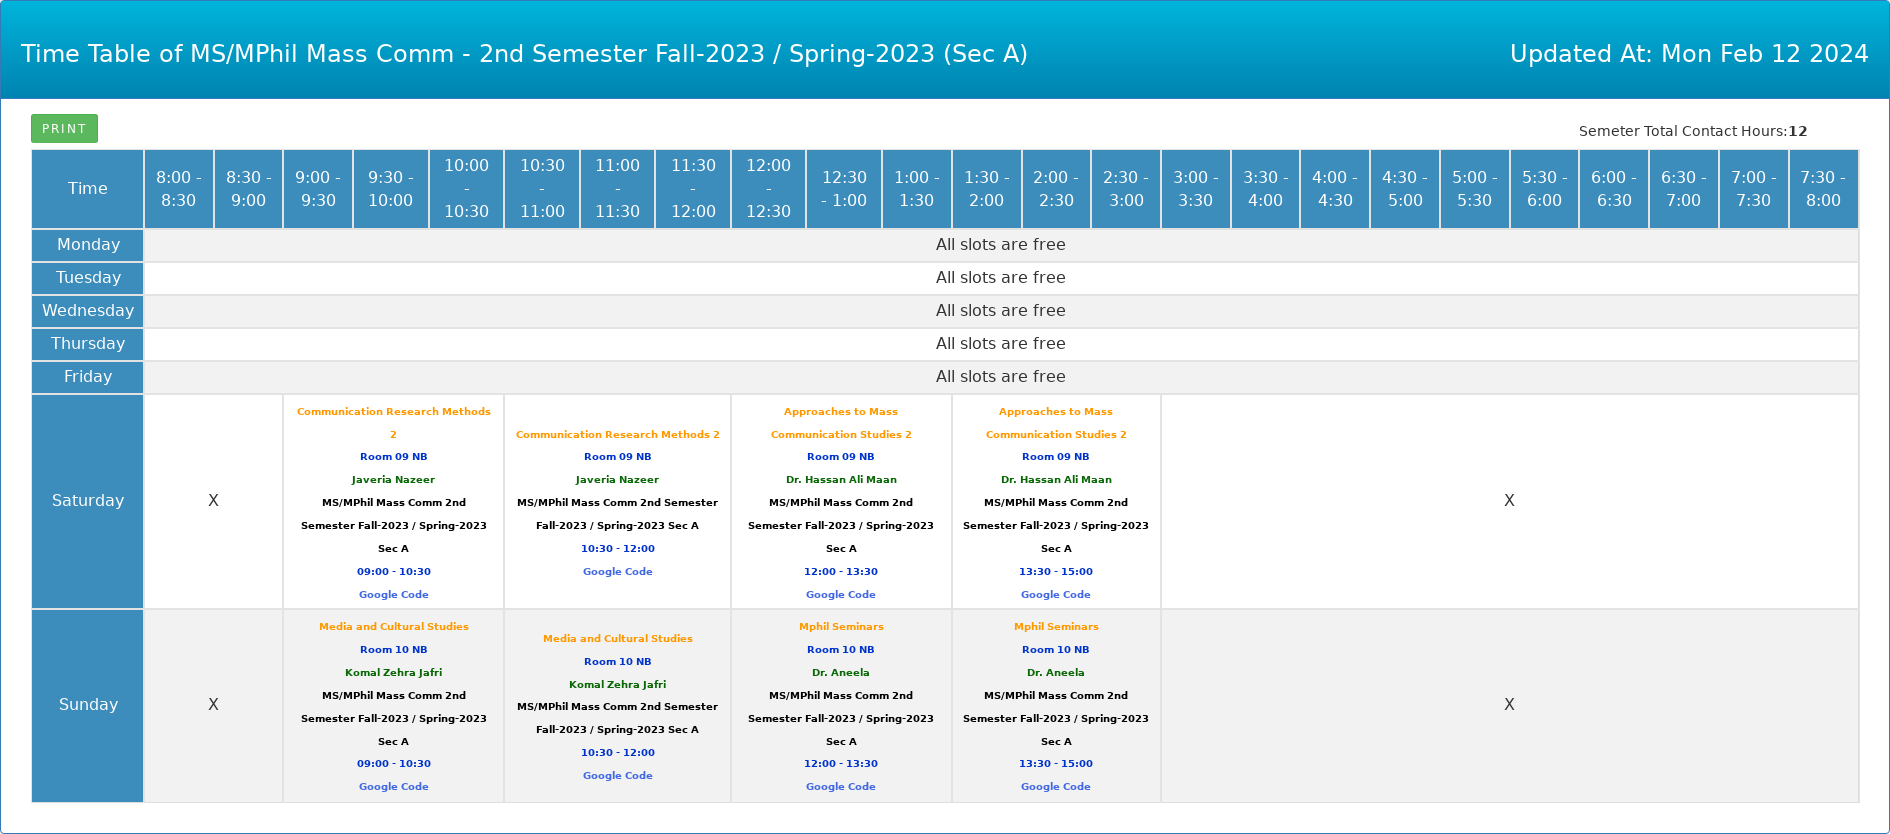 Time Table of MS/MPhil Mass Comm - 2nd Semester Fall-2023 / Spring-2023 (Sec A)
Updated At: Mon Feb 12 2024
PRINT
Semeter Total Contact Hours:12
Time
8:00 -
8:30
8:30 -
9:00
9:00 -
9:30
9:30 -
10:00
10:00
-
10:30
10:30
-
11:00
11:00
-
11:30
11:30
-
12:00
12:00
-
12:30
12:30
- 1:00
1:00 -
1:30
1:30 -
2:00
2:00 -
2:30
2:30 -
3:00
3:00 -
3:30
3:30 -
4:00
4:00 -
4:30
4:30 -
5:00
5:00 -
5:30
5:30 -
6:00
6:00 -
6:30
6:30 -
7:00
7:00 -
7:30
7:30 -
8:00
Monday
All slots are free
Tuesday
All slots are free
Wednesday
All slots are free
Thursday
All slots are free
Friday
All slots are free
Saturday
X
Communication Research Methods
2
Room 09 NB
Javeria Nazeer
MS/MPhil Mass Comm 2nd
Semester Fall-2023 / Spring-2023
Sec A
09:00 - 10:30
Google Code
Communication Research Methods 2
Room 09 NB
Javeria Nazeer
MS/MPhil Mass Comm 2nd Semester
Fall-2023 / Spring-2023 Sec A
10:30 - 12:00
Google Code
Approaches to Mass
Communication Studies 2
Room 09 NB
Dr. Hassan Ali Maan
MS/MPhil Mass Comm 2nd
Semester Fall-2023 / Spring-2023
Sec A
12:00 - 13:30
Google Code
Approaches to Mass
Communication Studies 2
Room 09 NB
Dr. Hassan Ali Maan
MS/MPhil Mass Comm 2nd
Semester Fall-2023 / Spring-2023
Sec A
13:30 - 15:00
Google Code
X
Sunday
X
Media and Cultural Studies
Room 10 NB
Komal Zehra Jafri
MS/MPhil Mass Comm 2nd
Semester Fall-2023 / Spring-2023
Sec A
09:00 - 10:30
Google Code
Media and Cultural Studies
Room 10 NB
Komal Zehra Jafri
MS/MPhil Mass Comm 2nd Semester
Fall-2023 / Spring-2023 Sec A
10:30 - 12:00
Google Code
Mphil Seminars
Room 10 NB
Dr. Aneela
MS/MPhil Mass Comm 2nd
Semester Fall-2023 / Spring-2023
Sec A
12:00 - 13:30
Google Code
Mphil Seminars
Room 10 NB
Dr. Aneela
MS/MPhil Mass Comm 2nd
Semester Fall-2023 / Spring-2023
Sec A
13:30 - 15:00
Google Code
X